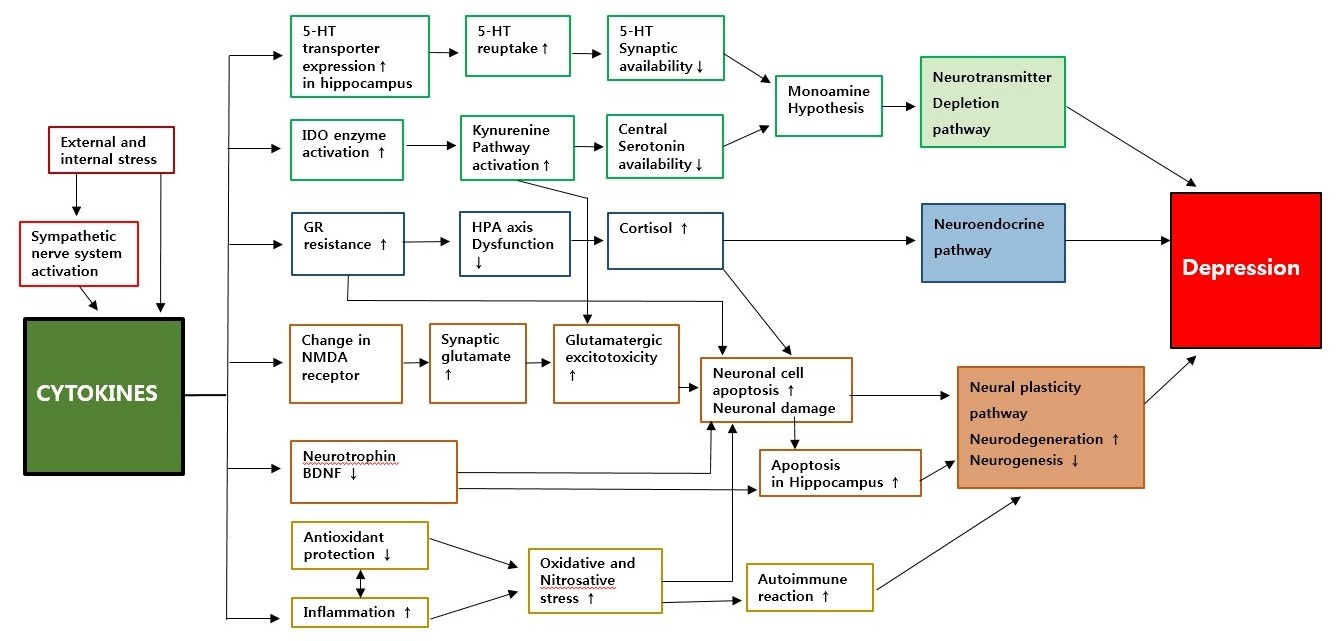 External and
internal stress
Sympathetic
nerve system
activation
CYTOKINES
5-HT
transporter
expression ↑
in hippocampus
5-HT
reuptake ↑
5-HT
Synaptic
availability ↓
IDO enzyme
activation ↑
Kynurenine
Pathway
activation ↑
Central
Serotonin
availability ↓
Monoamine
Hypothesis
Neurotransmitter
Depletion
pathway
GR
resistance ↑
HPA axis
Dysfunction
↓
Cortisol ↑
Neuroendocrine
pathway
Depression
Change in
NMDA
receptor
Synaptic
glutamate
↑
Glutamatergic
excitotoxicity
↑
Neuronal cell
apoptosis ↑
Neuronal damage
Neural plasticity
pathway
Neurodegeneration ↑
Neurogenesis ↓
Neurotrophin
BDNF ↓
Apoptosis
in Hippocampus ↑
Antioxidant
protection ↓
Inflammation ↑
Oxidative and
Nitrosative
stress ↑
Autoimmune
reaction ↑